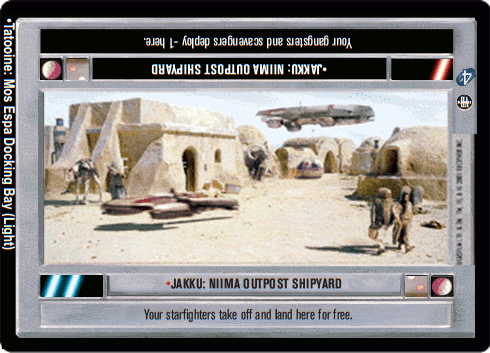 Your gangsters and scavengers deploy -1 here.
•JAKKU: NIIMA OUTPOST SHIPYARD
4
•Tatooine: Mos Espa Docking Bay (Light)
•JAKKU: NIIMA OUTPOST SHIPYARD
Your starfighters take off and land here for free.